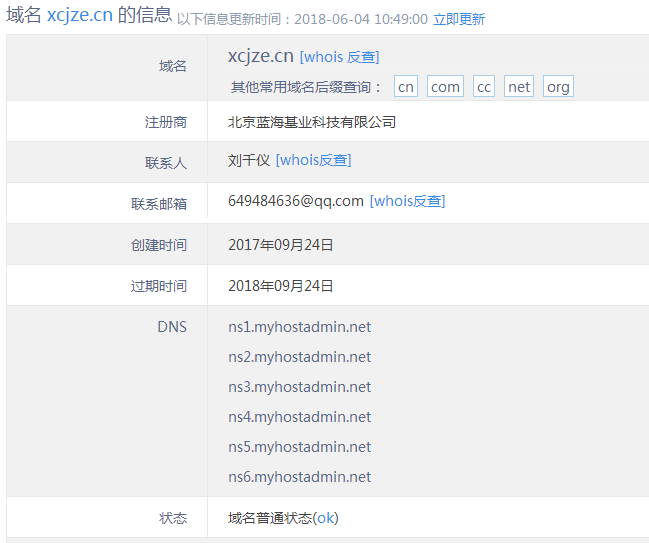 域名 xcjze.cn 的信息 以下信息更新时间：2018-06-04 10:49:00 立即更新
域名 xcjze.cn [whois 反查]
其他常用域名后缀查询： cn com cc net org
注册商 北京蓝海基业科技有限公司
联系人 刘千仪 [whois反查]
联系邮箱 649484636@qq.com [whois反查]
创建时间 2017年09月24日
过期时间 2018年09月24日
DNS ns1.myhostadmin.net
ns2.myhostadmin.net
ns3.myhostadmin.net
ns4.myhostadmin.net
ns5.myhostadmin.net
ns6.myhostadmin.net
状态 域名普通状态(ok)